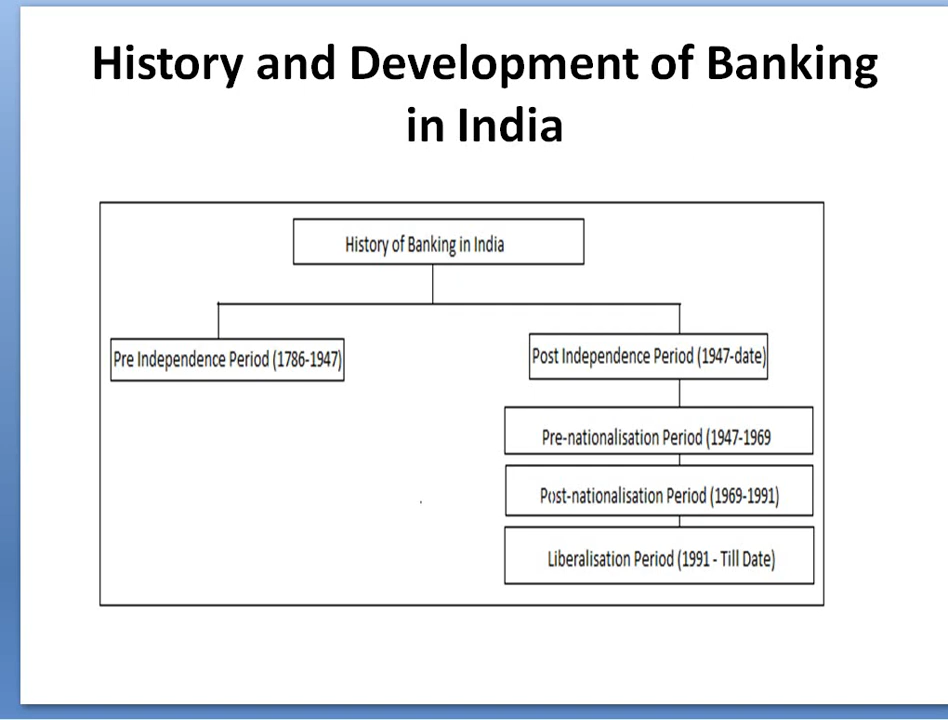 History and Development of Banking
in India
History of Banking in India
Pre Independence Period (1786-1947)
Post Independence Period (1947-date)
Pre-nationalisation Period (1947-1969
Post-nationalisation Period (1969-1991)
Liberalisation Period (1991 - Till Date)